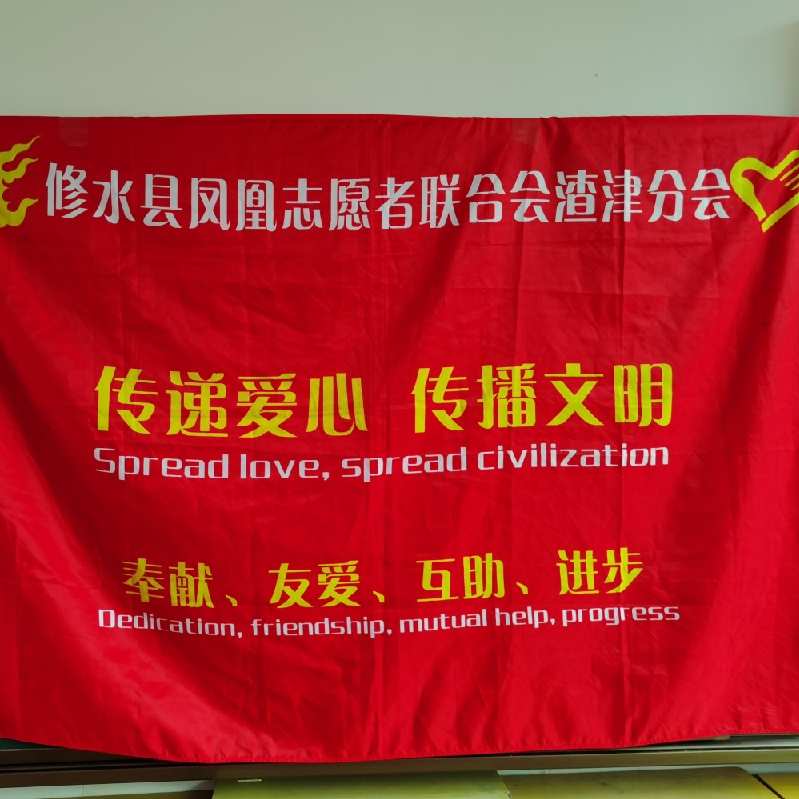 修水县凤凰志愿者联合会渣津分会
传递爱心 传播文明
Spread love, spread civilization
奉献、友爱、互助、进步
Dedication, friendship, mutual help, progress